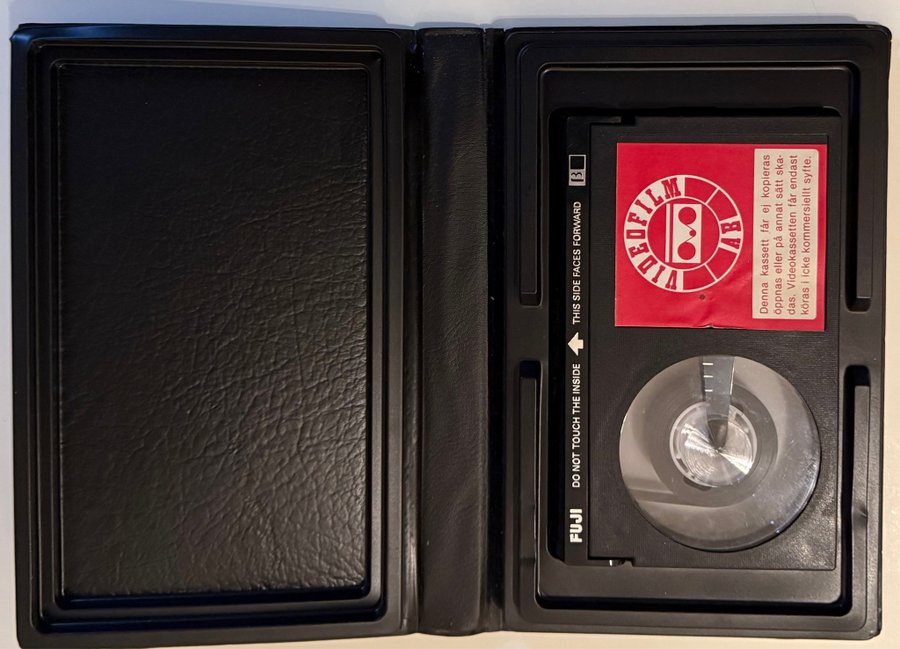 FUJI DO NOT TOUCH THE INSIDE THIS SIDE FACES FORWARD β
VIDEOFILM AB
Denna kassett får ej kopieras
öppnas eller på annat sätt ska-
das. Videokassetten får endast
köras i icke kommersiellt syfte.